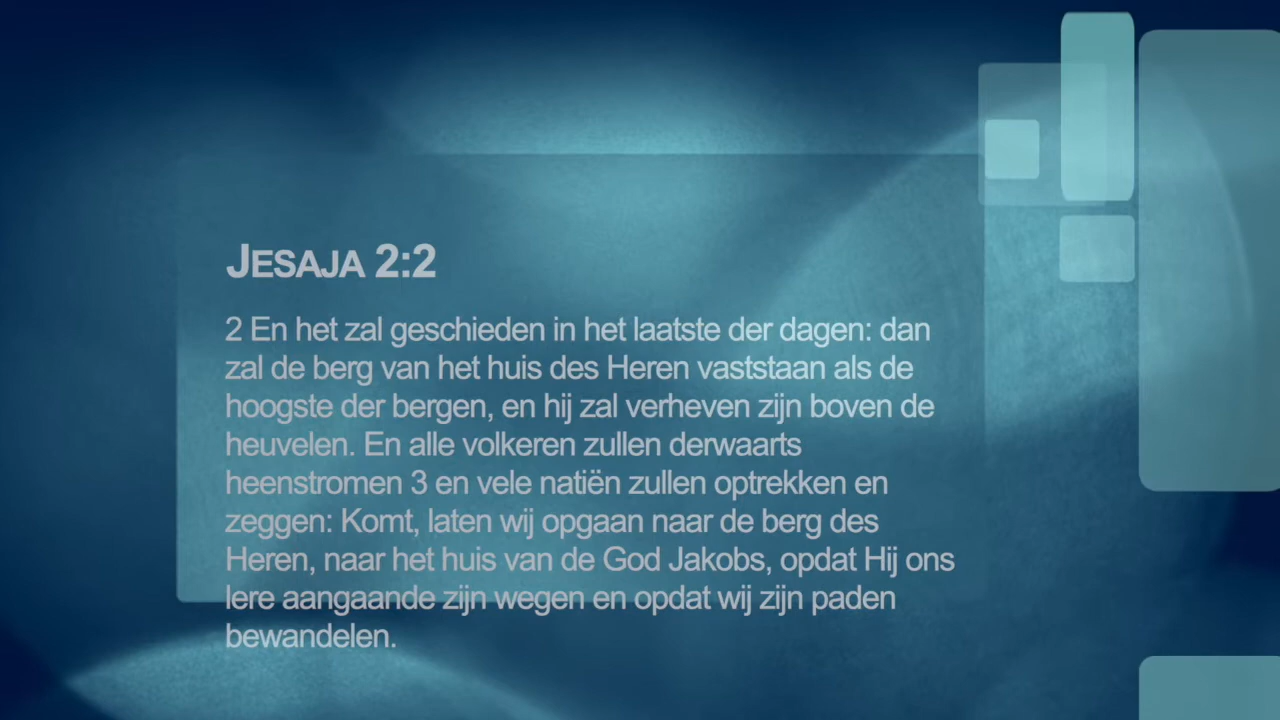 JESAJA 2:2
2 En het zal geschieden in het laatste der dagen: dan
zal de berg van het huis des Heren vaststaan als de
hoogste der bergen, en hij zal verheven zijn boven de
heuvelen. En alle volkeren zullen derwaarts
heenstromen 3 en vele natiën zullen optrekken en
zeggen: Komt, laten wij opgaan naar de berg des
Heren, naar het huis van de God Jakobs, opdat Hij ons
lere aangaande zijn wegen en opdat wij zijn paden
bewandelen.